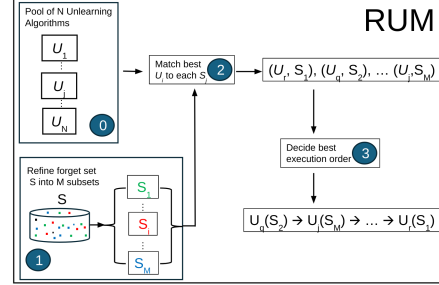 RUM
Pool of N Unlearning
Algorithms
U1
Uj
UN
0
Match best
Ui to each Sj
2
(Ur, S1), (Uq, S2), … (Uj,SM)
Decide best
execution order
3
Uq(S2) → Uj(SM) → … → Ur(S1)
Refine forget set
S into M subsets
S
S1
Si
SM
1